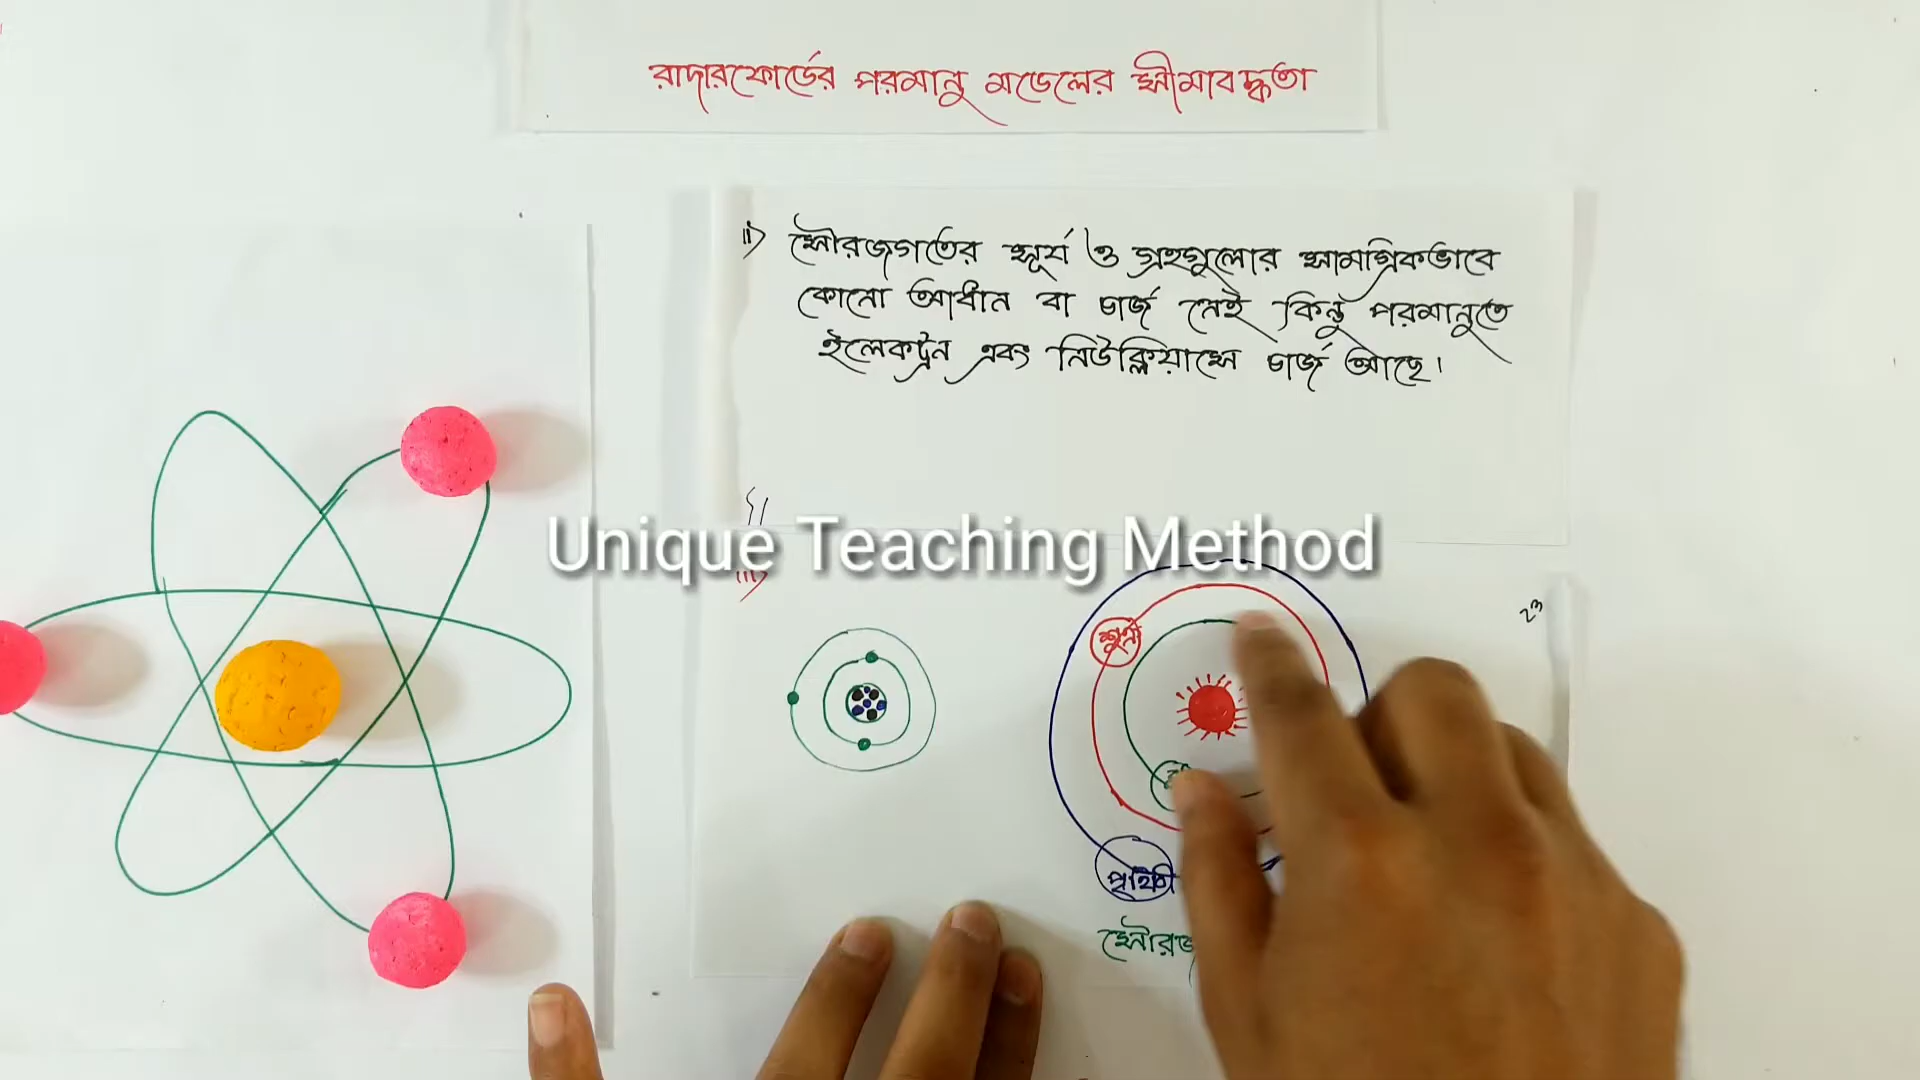 রাদারফোর্ডের পরমানু মডেলের সীমাবদ্ধতা
ii) সৌরজগতের সূর্য ও গ্রহগুলোর সামগ্রিকভাবে
কোনো আধান বা চার্জ নেই কিন্তু পরমানুতে
ইলেকট্রন এবং নিউক্লিয়াসে চার্জ আছে।
Unique Teaching Method
iii)
শুক্র
পৃথিবী